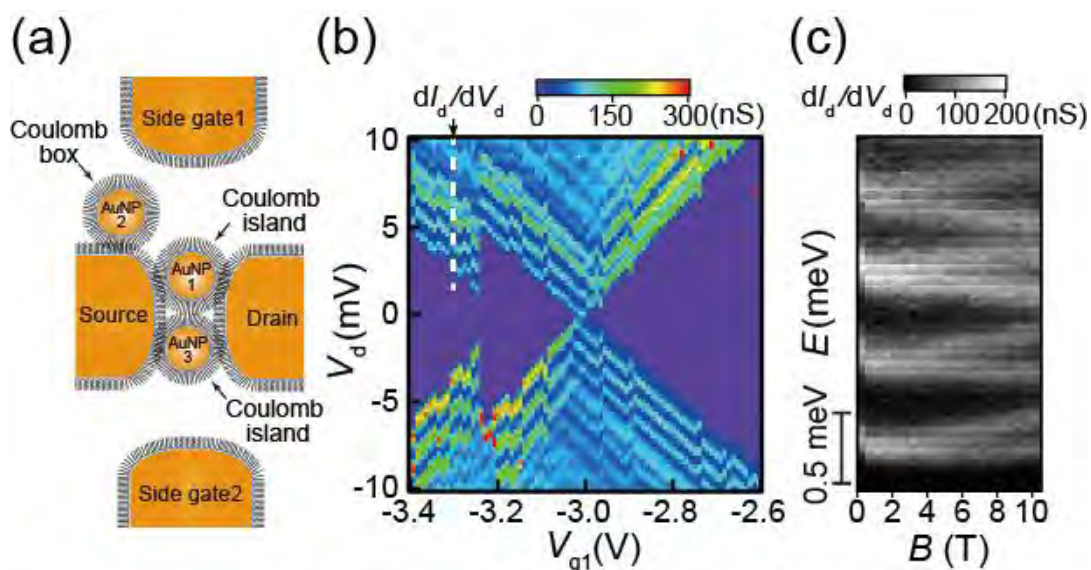 (a)
Side gate1
Coulomb
box
AuNP
2
Coulomb
island
AuNP
1
Source
Drain
AuNP
3
Coulomb
island
Side gate2
(b)
dId/dVd
0 150 300(nS)
Vd(mV)
10
5
0
-5
-10
-3.4 -3.2 -3.0 -2.8 -2.6
Vg1(V)
(c)
dId/dVd
0 100 200(nS)
E(meV)
0.5 meV
0 2 4 6 8 10
B (T)